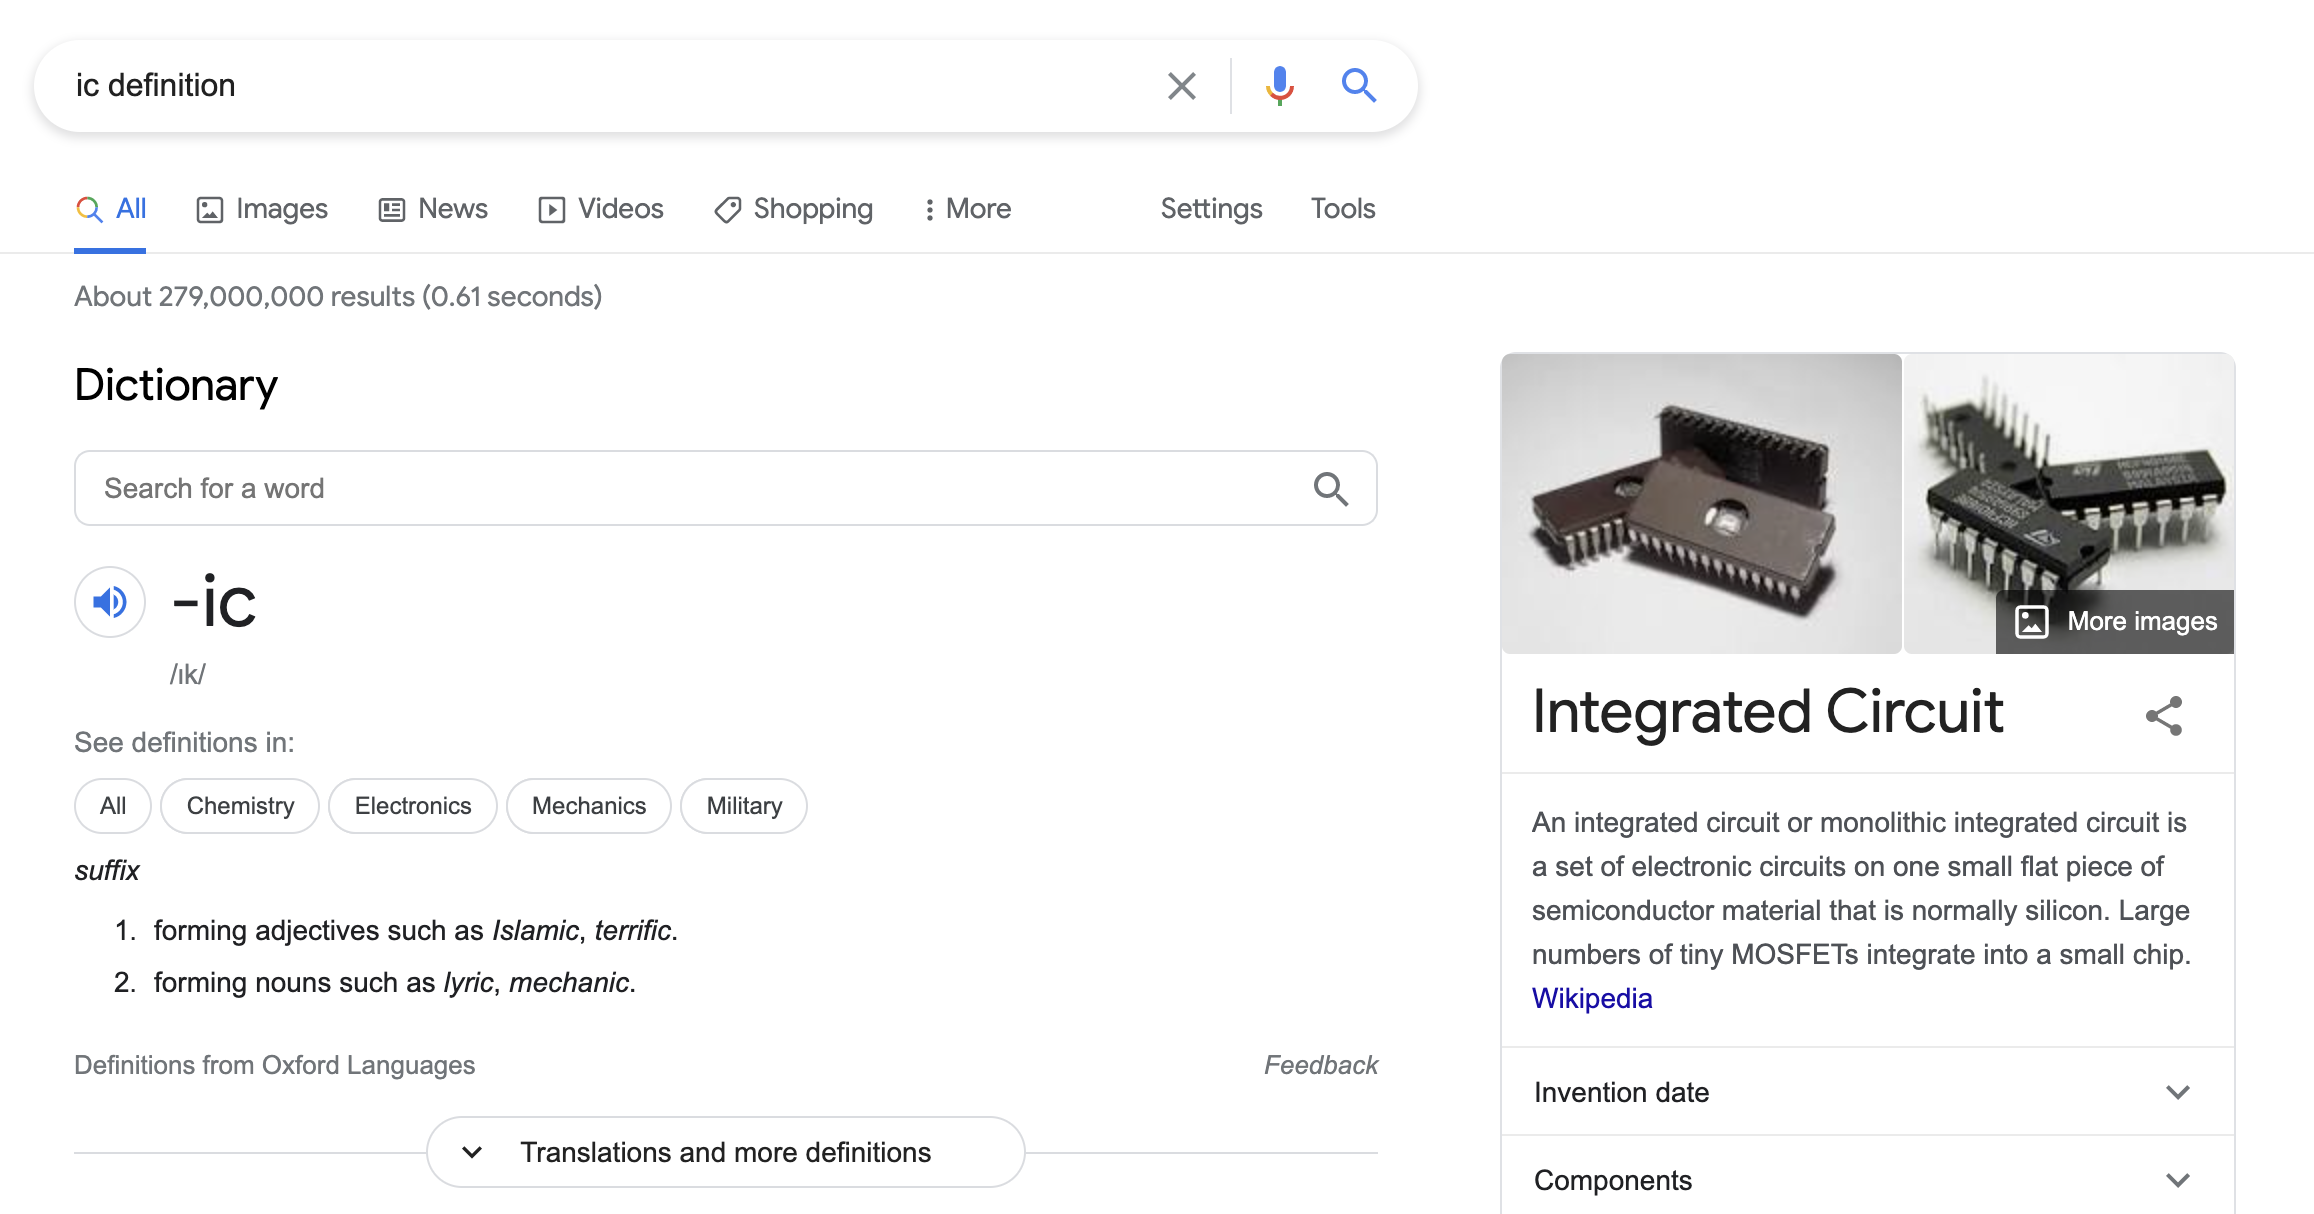 ic definition
All
Images
News
Videos
Shopping
More
Settings
Tools
About 279,000,000 results (0.61 seconds)
Dictionary
Search for a word
-ic
/ɪk/
See definitions in:
All
Chemistry
Electronics
Mechanics
Military
suffix
1. forming adjectives such as Islamic, terrific.
2. forming nouns such as lyric, mechanic.
Definitions from Oxford Languages
Feedback
Translations and more definitions
More images
Integrated Circuit
An integrated circuit or monolithic integrated circuit is
a set of electronic circuits on one small flat piece of
semiconductor material that is normally silicon. Large
numbers of tiny MOSFETs integrate into a small chip.
Wikipedia
Invention date
Components